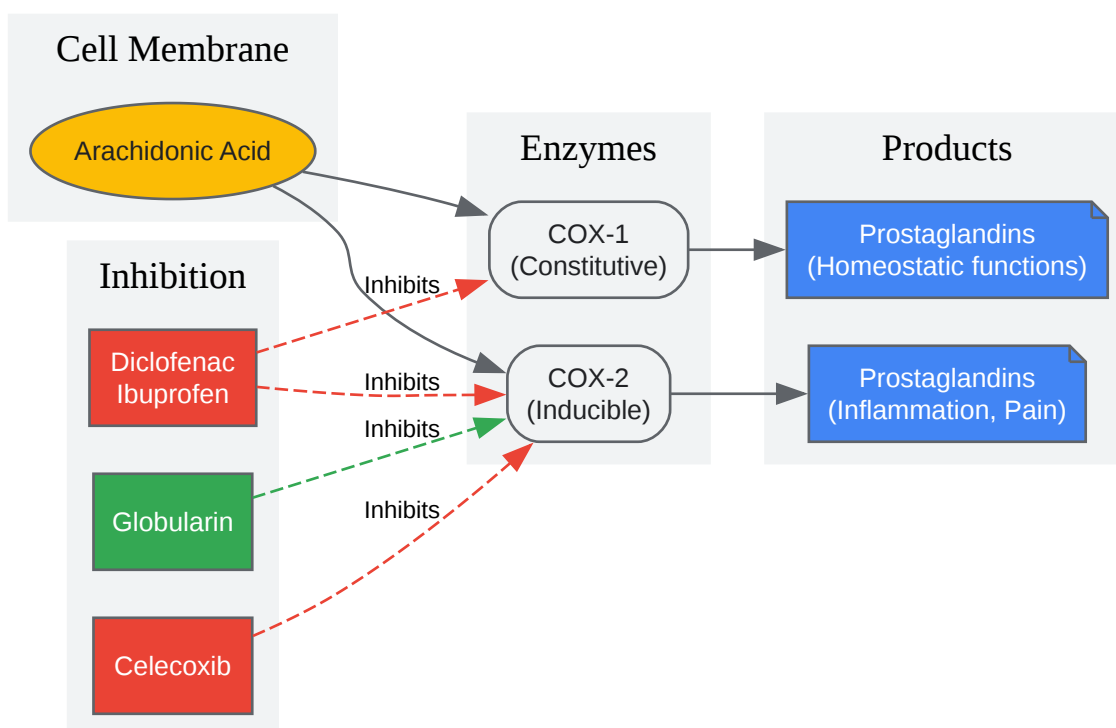 Cell Membrane
Arachidonic Acid
Enzymes
Products
COX-1
(Constitutive)
Prostaglandins
(Homeostatic functions)
Inhibition
Inhibits
Diclofenac
Ibuprofen
Inhibits
COX-2
(Inducible)
Prostaglandins
(Inflammation, Pain)
Inhibits
Globularin
Inhibits
Celecoxib